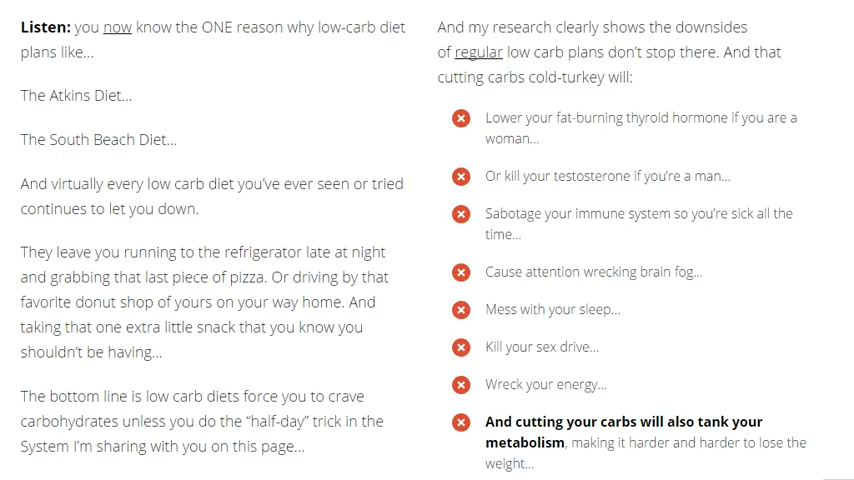 Listen: you now know the ONE reason why low-carb diet
plans like…
The Atkins Diet…
The South Beach Diet…
And virtually every low carb diet you’ve ever seen or tried
continues to let you down.
They leave you running to the refrigerator late at night
and grabbing that last piece of pizza. Or driving by that
favorite donut shop of yours on your way home. And
taking that one extra little snack that you know you
shouldn’t be having…
The bottom line is low carb diets force you to crave
carbohydrates unless you do the “half-day” trick in the
System I’m sharing with you on this page…
And my research clearly shows the downsides
of regular low carb plans don’t stop there. And that
cutting carbs cold-turkey will:
Lower your fat-burning thyroid hormone if you are a
woman…
Or kill your testosterone if you’re a man…
Sabotage your immune system so you’re sick all the
time…
Cause attention wrecking brain fog…
Mess with your sleep…
Kill your sex drive…
Wreck your energy…
And cutting your carbs will also tank your
metabolism, making it harder and harder to lose the
weight…